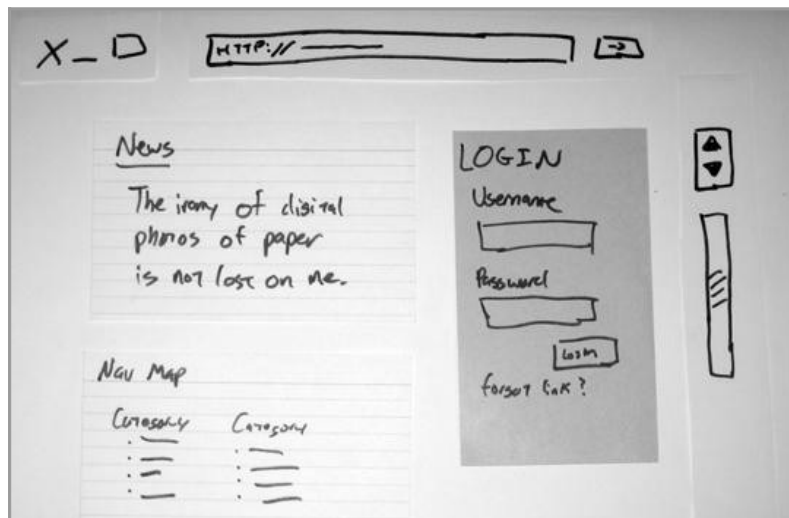 X _
HTTP://
News
The irony of digital
photos of paper
is not lost on me.
LOGIN
Username
Password
Login
forgot link?
Nav Map
Category Category